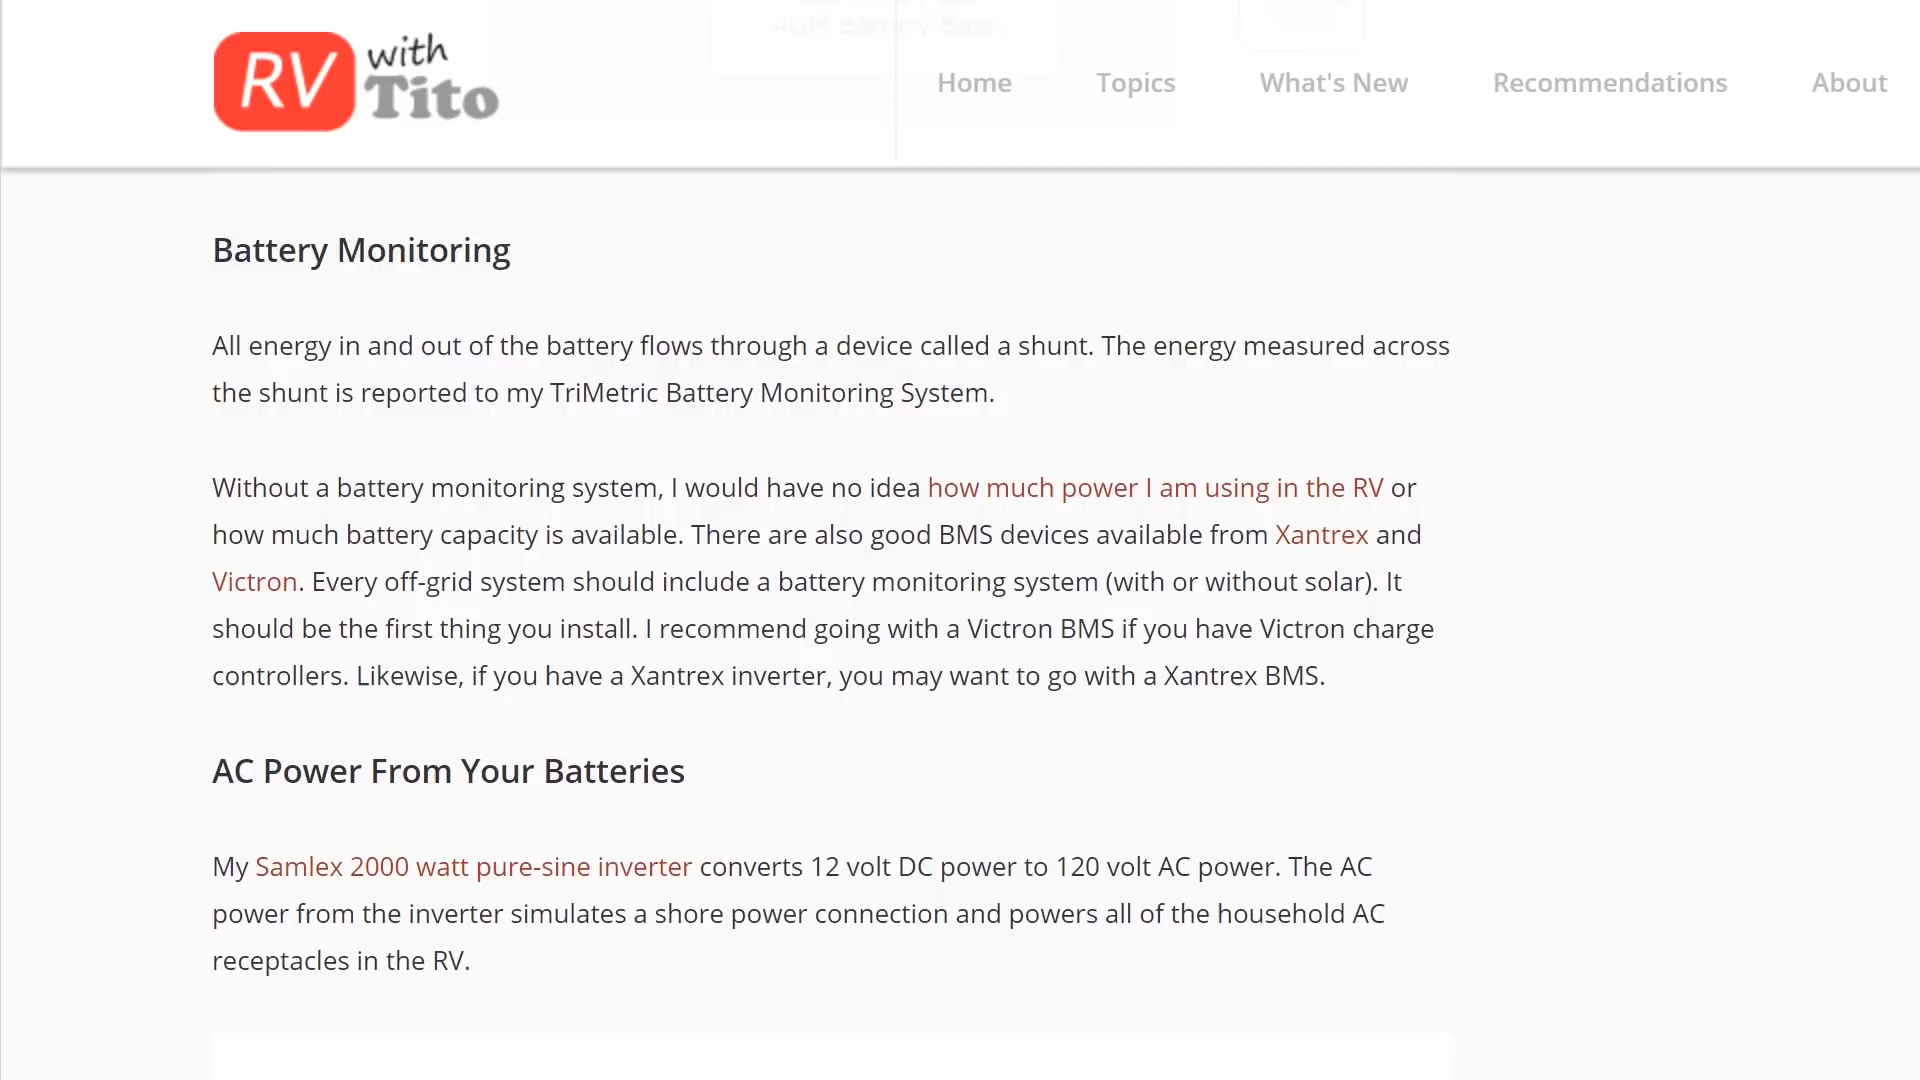 RV with Tito
Home Topics What's New Recommendations About
Battery Monitoring
All energy in and out of the battery flows through a device called a shunt. The energy measured across
the shunt is reported to my TriMetric Battery Monitoring System.
Without a battery monitoring system, I would have no idea how much power I am using in the RV or
how much battery capacity is available. There are also good BMS devices available from Xantrex and
Victron. Every off-grid system should include a battery monitoring system (with or without solar). It
should be the first thing you install. I recommend going with a Victron BMS if you have Victron charge
controllers. Likewise, if you have a Xantrex inverter, you may want to go with a Xantrex BMS.
AC Power From Your Batteries
My Samlex 2000 watt pure-sine inverter converts 12 volt DC power to 120 volt AC power. The AC
power from the inverter simulates a shore power connection and powers all of the household AC
receptacles in the RV.